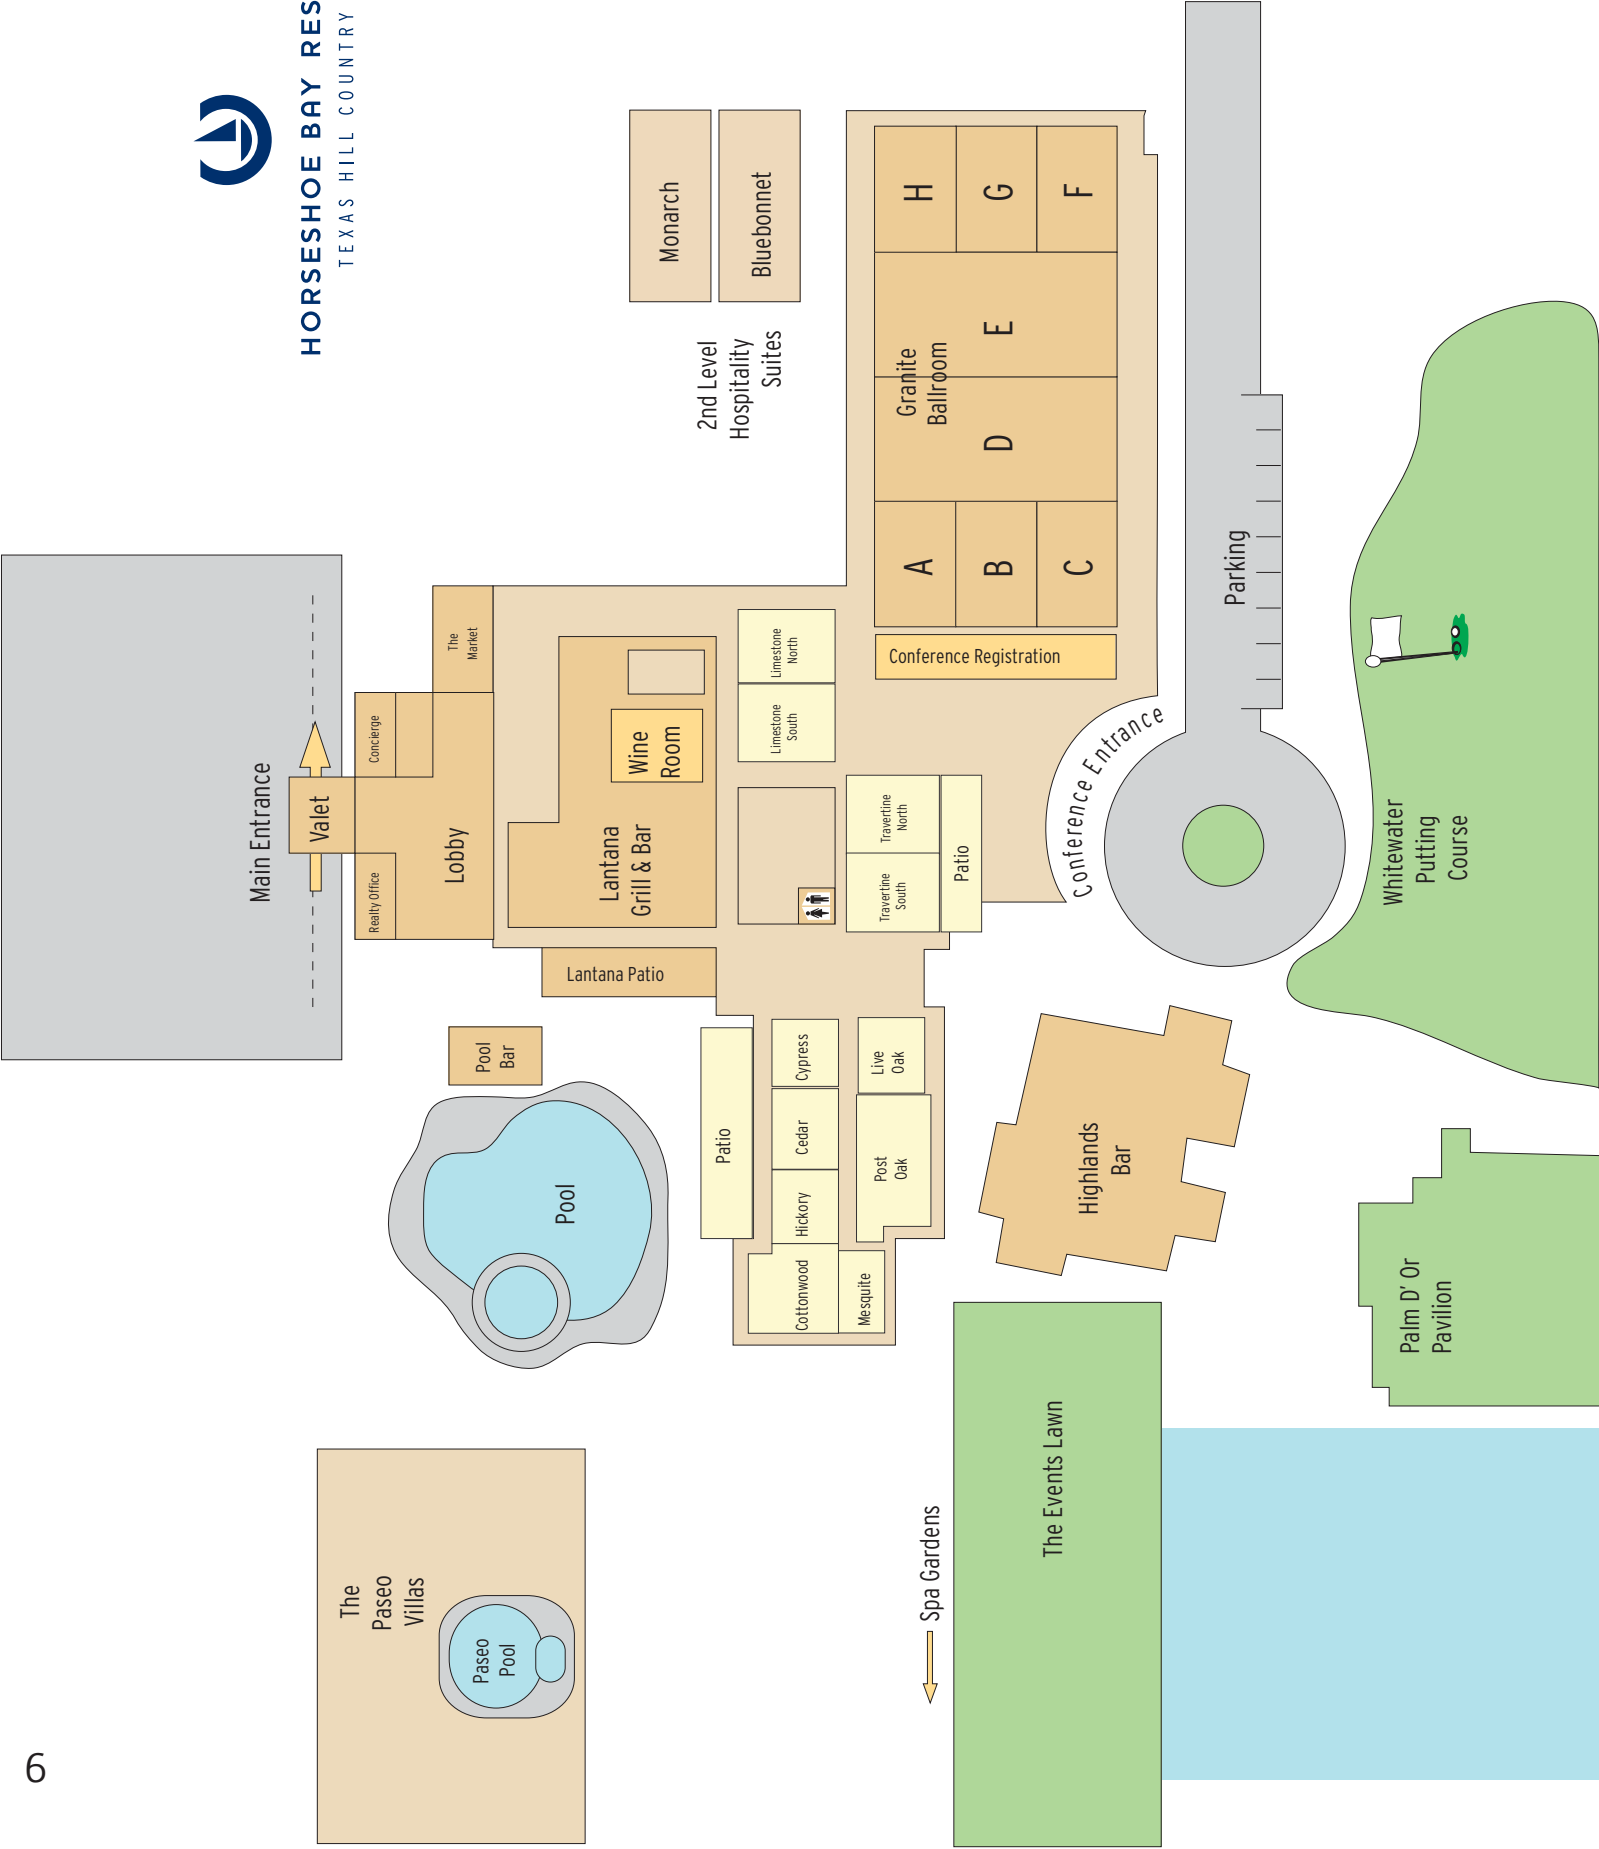 HORSESHOE BAY RES
TEXAS HILL COUNTRY
Monarch
Bluebonnet
2nd Level
Hospitality
Suites
H
G
F
E
Granite
Ballroom
D
A
B
C
Conference Registration
Parking
Conference Entrance
Whitewater
Putting
Course
Main Entrance
Valet
Concierge
Realty Office
The
Market
Lobby
Wine
Room
Lantana
Grill & Bar
Lantana Patio
Limestone
North
Limestone
South
Travertine
North
Travertine
South
Patio
Pool
Bar
Pool
Patio
Cypress
Cedar
Hickory
Cottonwood
Live
Oak
Post
Oak
Mesquite
Highlands
Bar
Palm D' Or
Pavilion
The Events Lawn
Spa Gardens
The
Paseo
Villas
Paseo
Pool
6